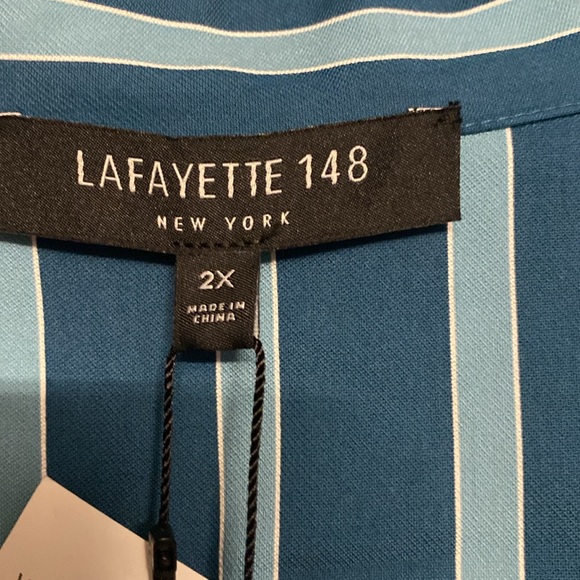 LAFAYETTE 148
NEW YORK
2X
MADE IN
CHINA